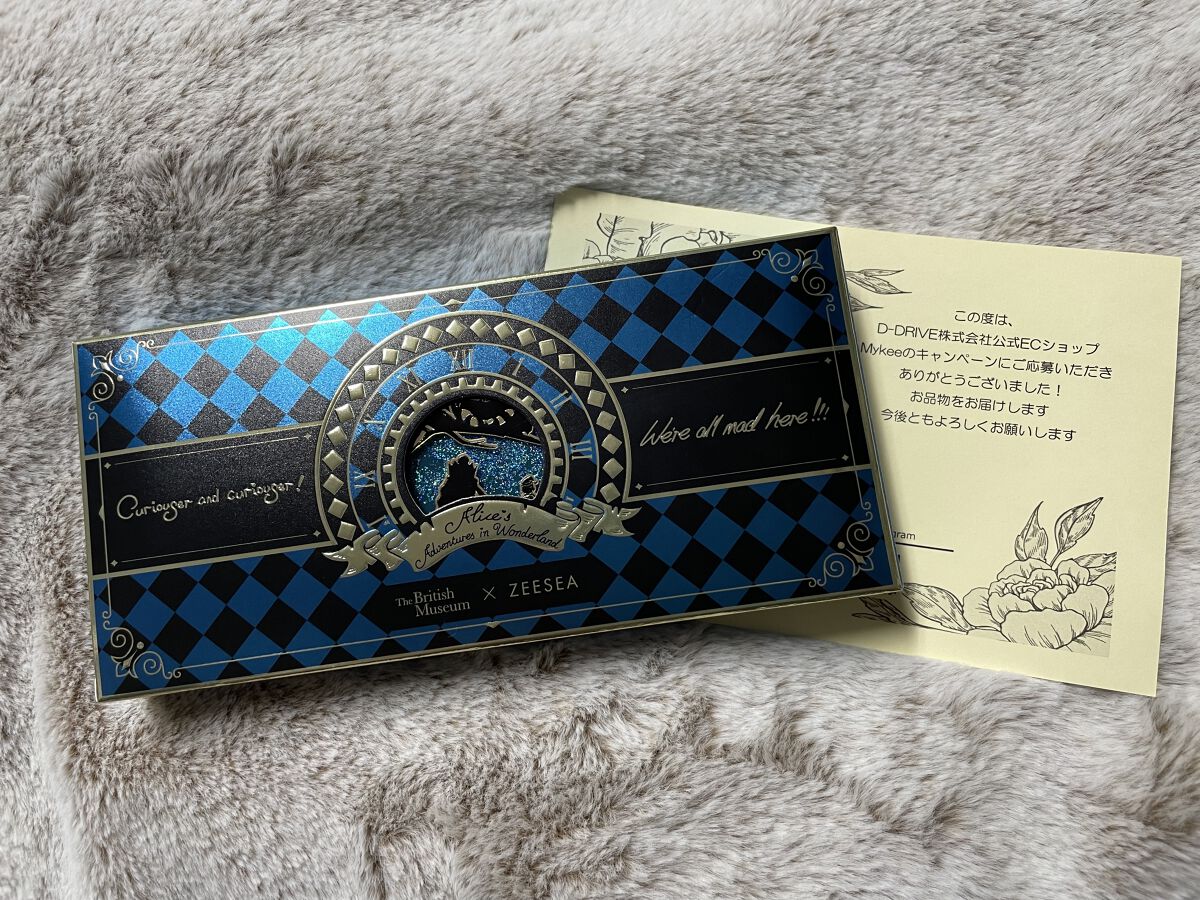 Curiouser and curiouser!
We're all mad here!!!
Alice's
Adventures in Wonderland
The British
Museum
× ZEESEA
この度は、
D-DRIVE株式会社公式ECショップ
Mykeeのキャンペーンにご応募いただき
ありがとうございました！
お品物をお届けします
今後ともよろしくお願いします